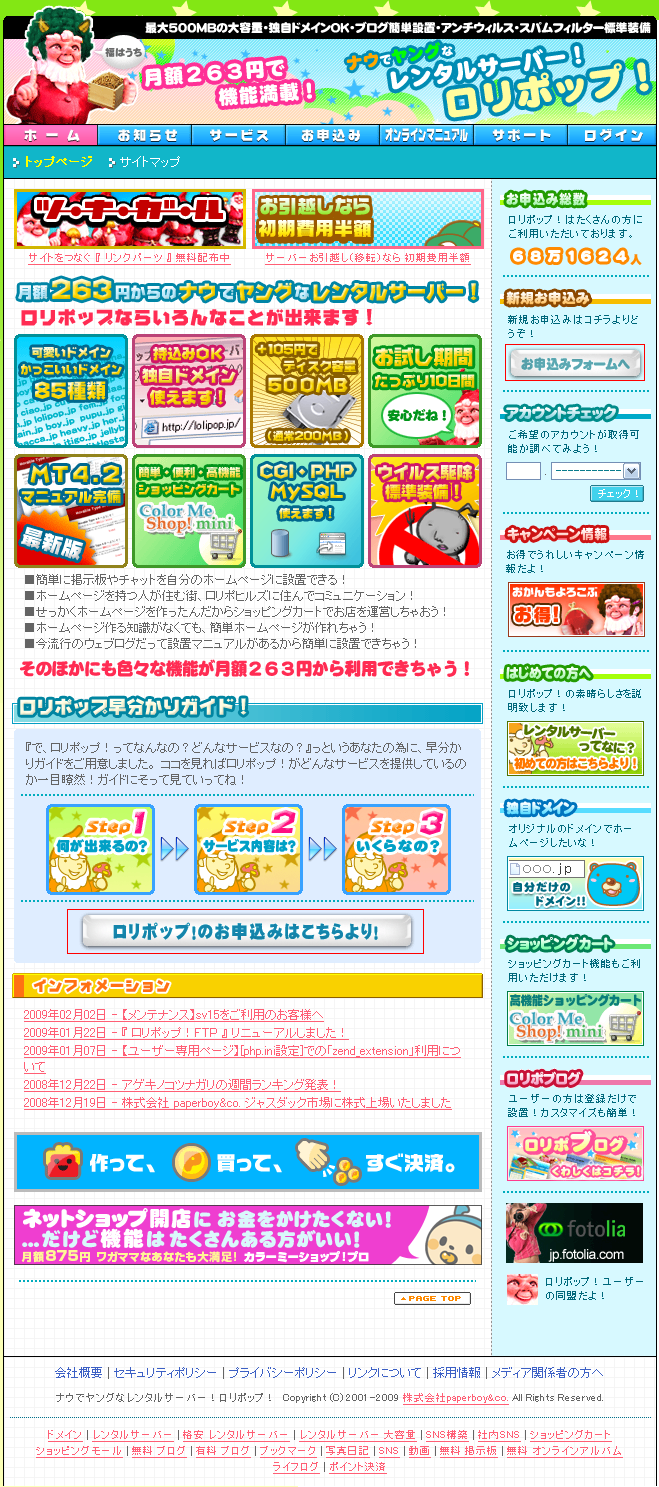 最大500MBの大容量・独自ドメインOK・ブログ簡単設置・アンチウィルス・スパムフィルター標準装備
福はうち
月額263円で
機能満載！
ナウでヤングな
レンタルサーバー！
ロリポップ！
ホーム
お知らせ
サービス
お申込み
オンラインマニュアル
サポート
ログイン
トップページ
サイトマップ
ツ・ナ・ガ・ル
サイトをつなぐ『リンクパーツ』無料配布中
お引越しなら
初期費用半額
サーバーお引越し（移転）なら 初期費用半額
月額263円からのナウでヤングなレンタルサーバー！
ロリポップならいろんなことが出来ます！
可愛いドメイン
かっこいいドメイン
85種類
持込みOK
独自ドメイン
使えます！
http://lolipop.jp/
+105円で
ディスク容量
500MB
(通常200MB)
お試し期間
たっぷり10日間
安心だね！
MT4.2
マニュアル完備
最新版
簡単・便利・高機能
ショッピングカート
Color Me
Shop! mini
CGI・PHP
MySQL
使えます！
ウイルス駆除
標準装備！
■簡単に掲示板やチャットを自分のホームページに設置できる！
■ホームページを持つ人が住む街、ロリポヒルズに住んでコミュニケーション！
■せっかくホームページを作ったんだからショッピングカートでお店を運営しちゃおう！
■ホームページ作る知識がなくても、簡単ホームページが作れちゃう！
■今流行のウェブログだって設置マニュアルがあるから簡単に設置できちゃう！
そのほかにも色々な機能が月額263円から利用できちゃう！
ロリポップ早分かりガイド！
『で、ロリポップ！ってなんなの？どんなサービスなの？』っというあなたの為に、早分か
りガイドをご用意しました。ココを見ればロリポップ！がどんなサービスを提供しているの
か一目瞭然！ガイドにそって見ていってね！
Step1
何が出来るの？
Step2
サービス内容は？
Step3
いくらなの？
ロリポップ！のお申込みはこちらより！
インフォメーション
2009年02月02日 - 【メンテナンス】sv15をご利用のお客様へ
2009年01月22日 - 『ロリポップ！FTP』リニューアルしました！
2009年01月07日 - 【ユーザー専用ページ】[php.ini設定]での「zend_extension」利用につ
いて
2008年12月22日 - アゲキノコツナガリの週間ランキング発表！
2008年12月19日 - 株式会社 paperboy&co. ジャスダック市場に株式上場いたしました
作って、 買って、 すぐ決済。
ネットショップ開店に お金をかけたくない！
…だけど機能は たくさんある方がいい！
月額875円 ワガママなあなたも大満足！ カラーミーショップ！プロ
PAGE TOP
お申込み総数
ロリポップ！はたくさんの方に
ご利用いただいております。
68万1624人
新規お申込み
新規お申込みはコチラよりど
うぞ！
お申込みフォームへ
アカウントチェック
ご希望のアカウントが取得可
能か調べてみよう！
チェック！
キャンペーン情報
お得でうれしいキャンペーン情
報だよ！
おかんもよろこぶ
お得！
はじめての方へ
ロリポップ！の素晴らしさを説
明致します！
レンタルサーバー
ってなに？
初めての方はこちらより！
独自ドメイン
オリジナルのドメインでホー
ムページしたいな！
○○○.jp
自分だけの
ドメイン!!
ショッピングカート
ショッピングカート機能もご利
用いただけます！
高機能ショッピングカート
Color Me
Shop! mini
ロリポブログ
ユーザーの方は登録だけで
設置！カスタマイズも簡単！
ロリポブログ
くわしくはコチラ！
fotolia
jp.fotolia.com
ロリポップ！ユーザー
の同盟だよ！
会社概要 | セキュリティポリシー | プライバシーポリシー | リンクについて | 採用情報 | メディア関係者の方へ
ナウでヤングなレンタルサーバー！ロリポップ！ Copyright (C) 2001-2009 株式会社paperboy&co. All Rights Reserved.
ドメイン | レンタルサーバー | 格安 レンタルサーバー | レンタルサーバー 大容量 | SNS構築 | 社内SNS | ショッピングカート
ショッピングモール | 無料 ブログ | 有料 ブログ | ブックマーク | 写真日記 | SNS | 動画 | 無料 掲示板 | 無料 オンラインアルバム
ライフログ | ポイント決済